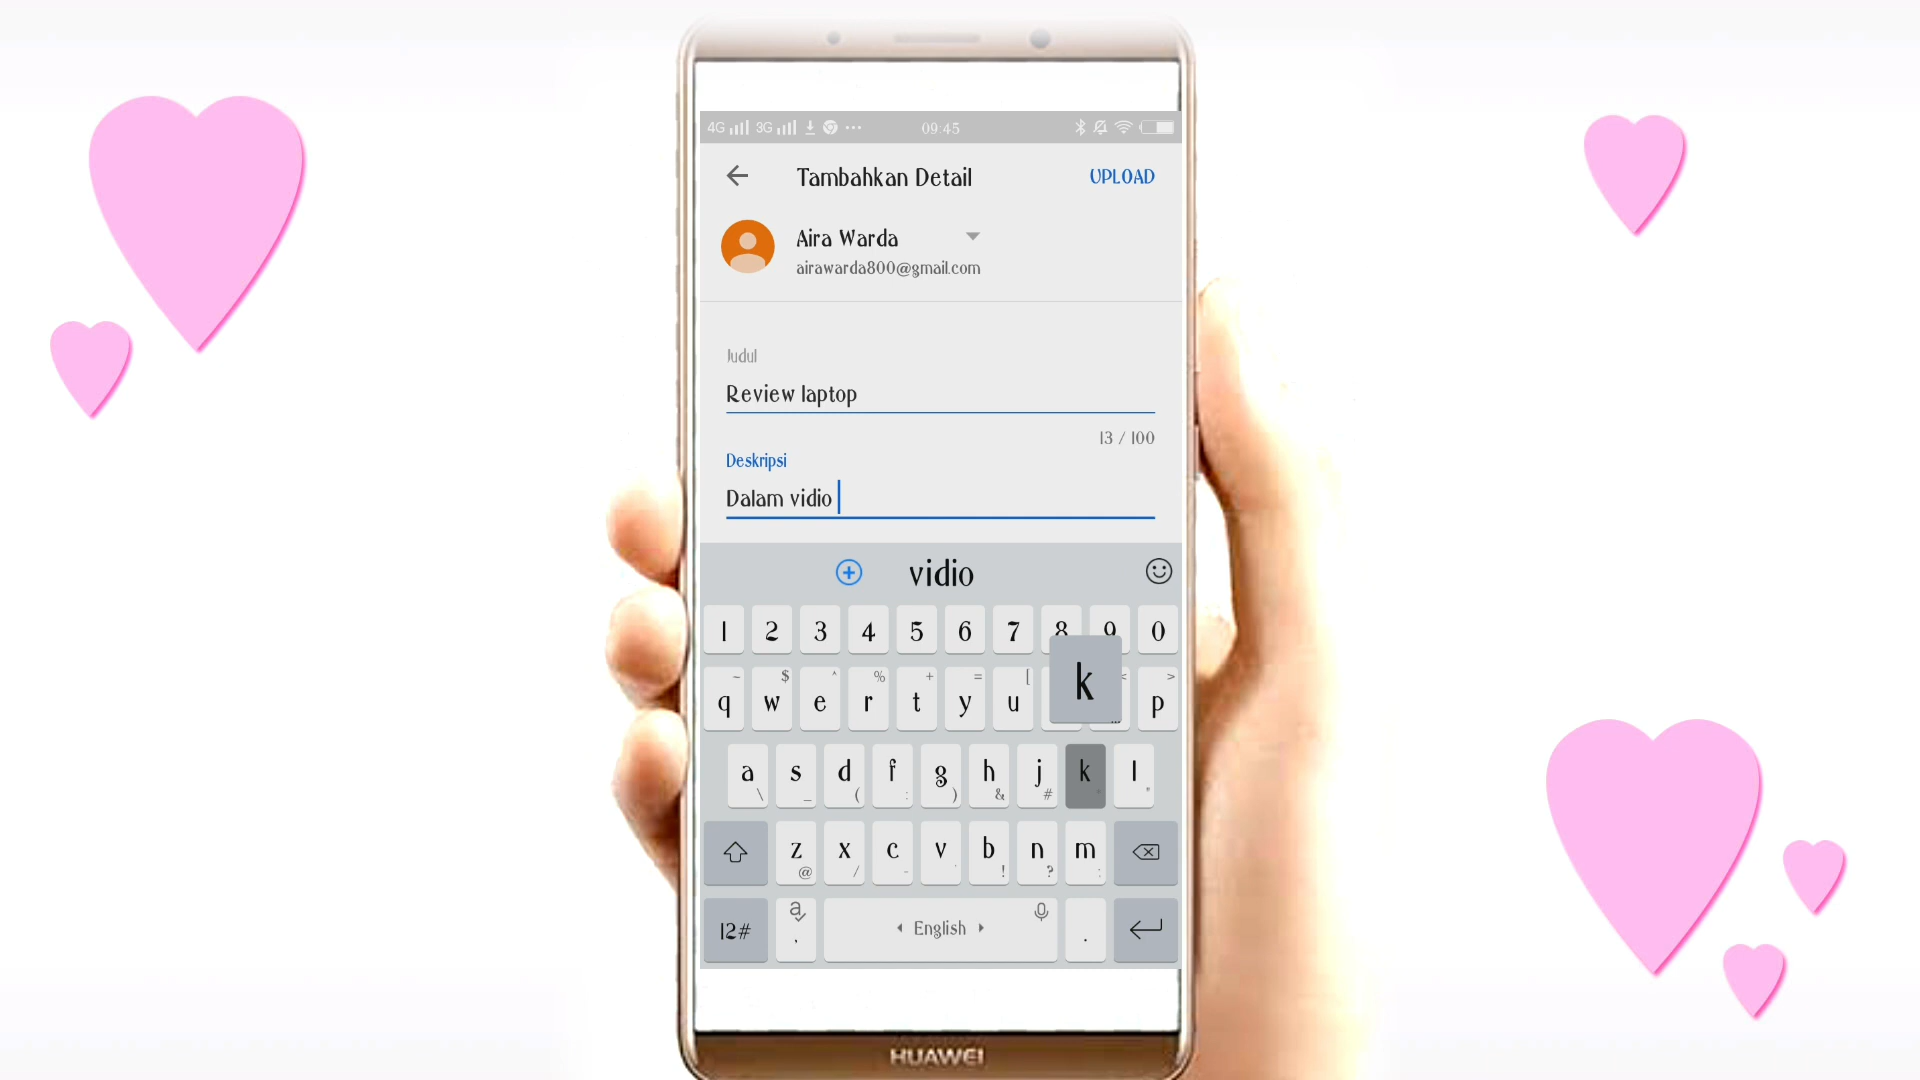 4G 3G 09:45
Tambahkan Detail UPLOAD
Aira Warda
airawarda800@gmail.com
Judul
Review laptop
13 / 100
Deskripsi
Dalam vidio
vidio
1 2 3 4 5 6 7 8 9 0
~ $ ^ % + = [ < >
q w e r t y u k p
a s d f g h j k l
\ _ ( : ) & # "
z x c v b n m
@ / - ! ? ;
12# a , English .
HUAWEI